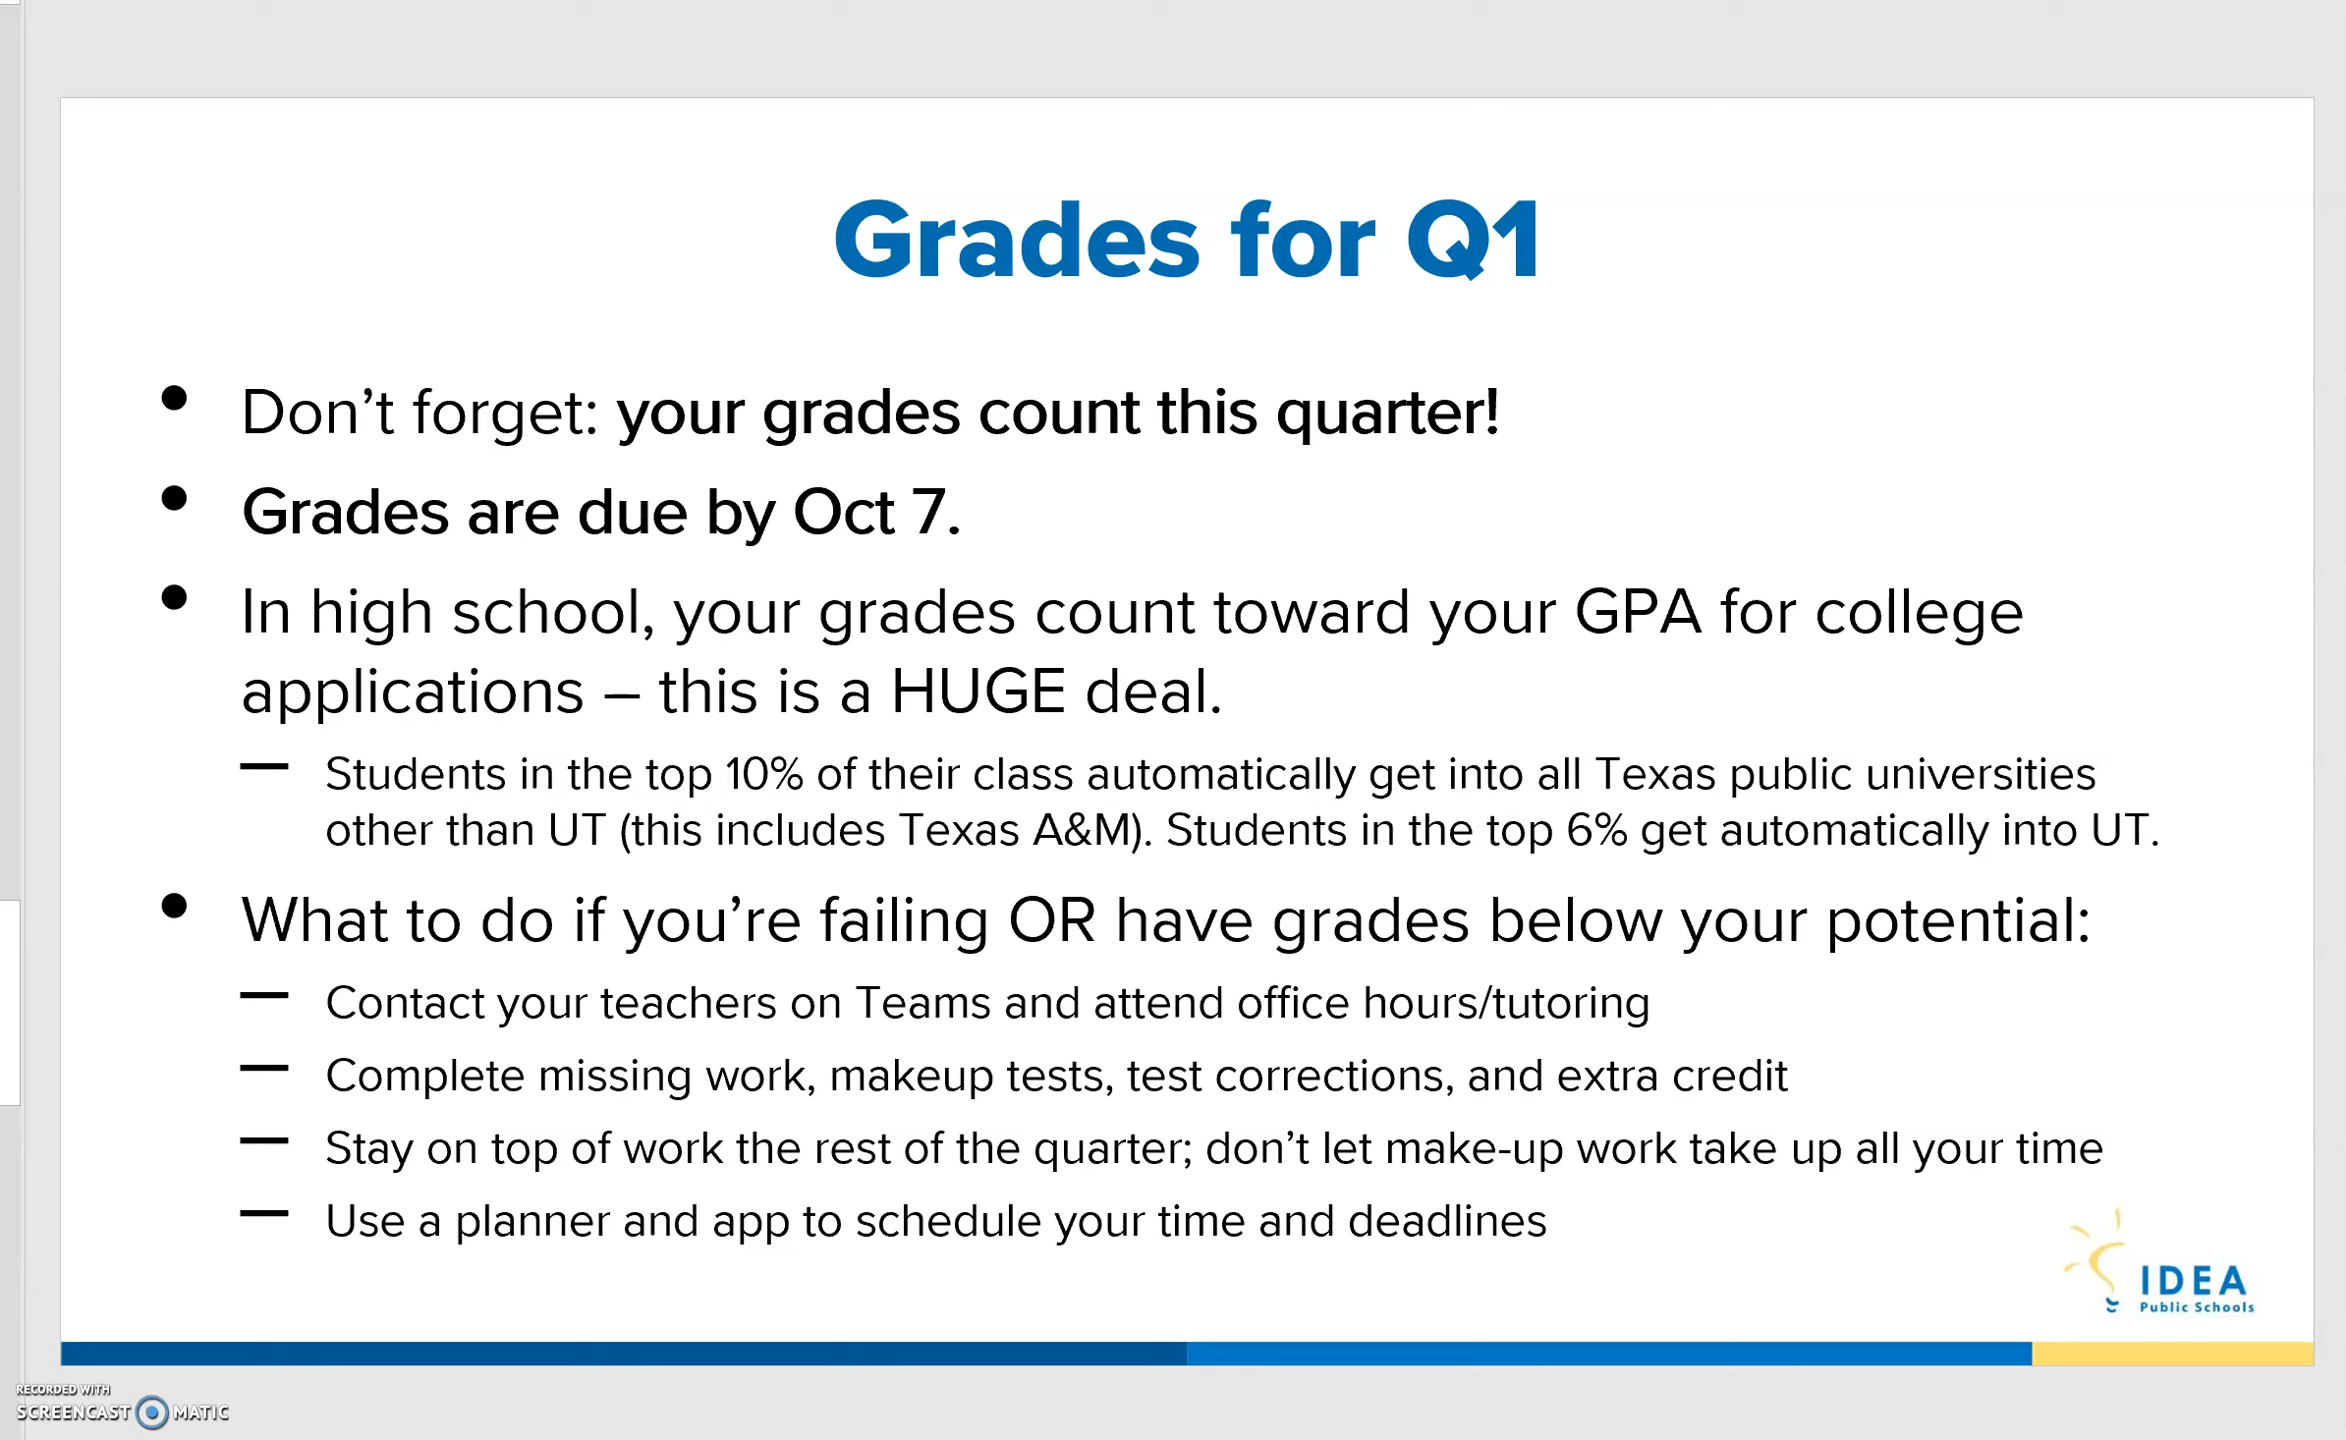 Grades for Q1
• Don’t forget: your grades count this quarter!
• Grades are due by Oct 7.
• In high school, your grades count toward your GPA for college
applications – this is a HUGE deal.
— Students in the top 10% of their class automatically get into all Texas public universities
other than UT (this includes Texas A&M). Students in the top 6% get automatically into UT.
• What to do if you’re failing OR have grades below your potential:
— Contact your teachers on Teams and attend office hours/tutoring
— Complete missing work, makeup tests, test corrections, and extra credit
— Stay on top of work the rest of the quarter; don’t let make-up work take up all your time
— Use a planner and app to schedule your time and deadlines
IDEA
Public Schools
RECORDED WITH
SCREENCAST MATIC